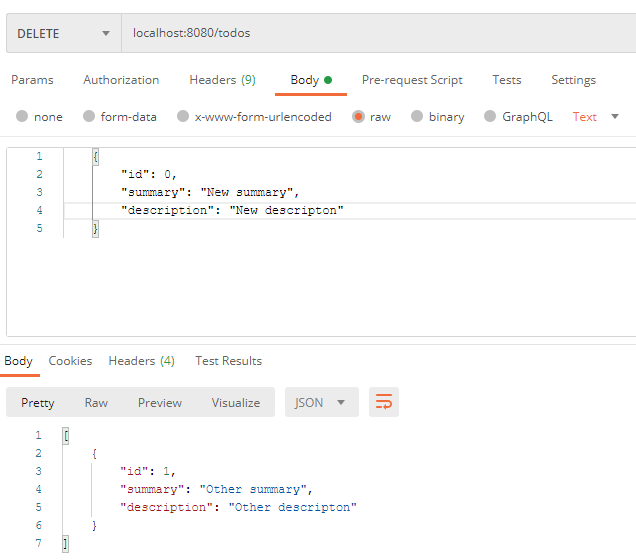 DELETE localhost:8080/todos
Params Authorization Headers (9) Body Pre-request Script Tests Settings
none form-data x-www-form-urlencoded raw binary GraphQL Text
1 {
2 "id": 0,
3 "summary": "New summary",
4 "description": "New descripton"
5 }
Body Cookies Headers (4) Test Results
Pretty Raw Preview Visualize JSON
1 [
2 {
3 "id": 1,
4 "summary": "Other summary",
5 "description": "Other descripton"
6 }
7 ]